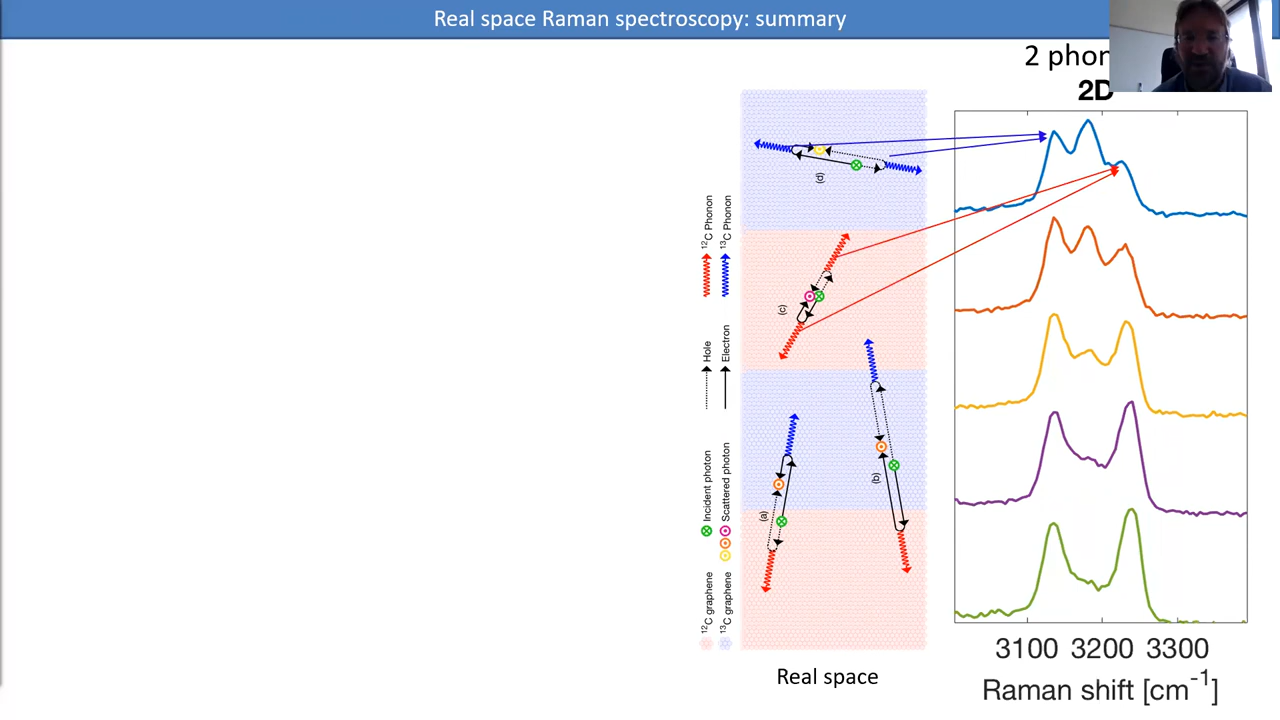 Real space Raman spectroscopy: summary
2 phon
2D
12C Phonon
13C Phonon
Hole
Electron
Incident photon
Scattered photon
12C graphene
13C graphene
(d)
(c)
(b)
(a)
3100 3200 3300
Real space
Raman shift [cm-1]